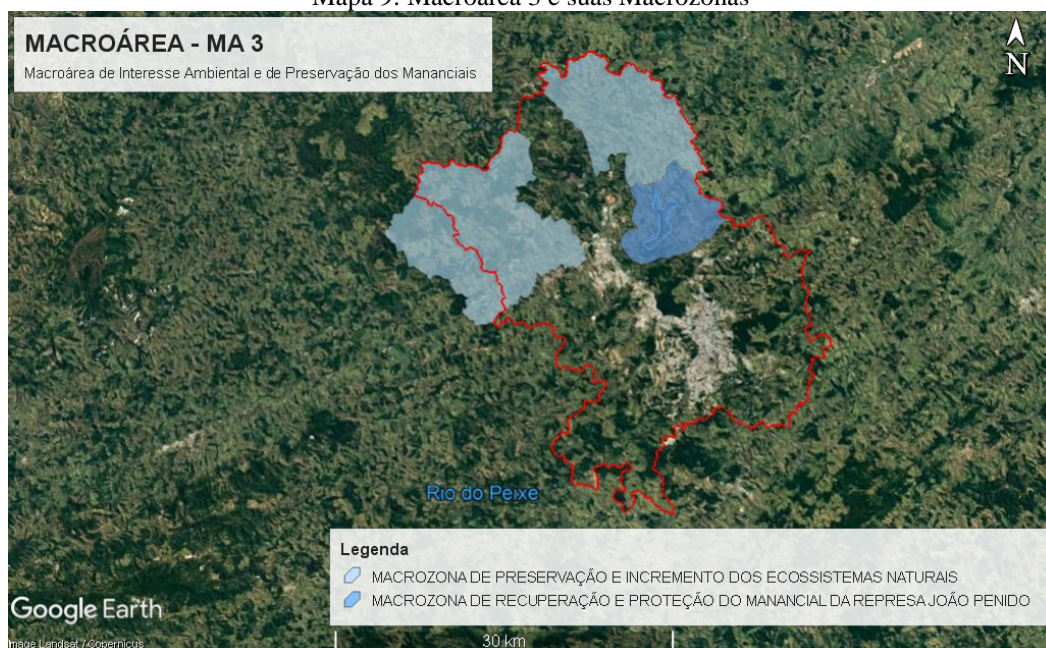 Mapa 9: Macroárea 3 e suas Macrozonas
MACROÁREA - MA 3
Macroárea de Interesse Ambiental e de Preservação dos Mananciais
N
Rio do Peixe
Legenda
MACROZONA DE PRESERVAÇÃO E INCREMENTO DOS ECOSSISTEMAS NATURAIS
MACROZONA DE RECUPERAÇÃO E PROTEÇÃO DO MANANCIAL DA REPRESA JOÃO PENIDO
Google Earth
Image Landsat / Copernicus
30 km